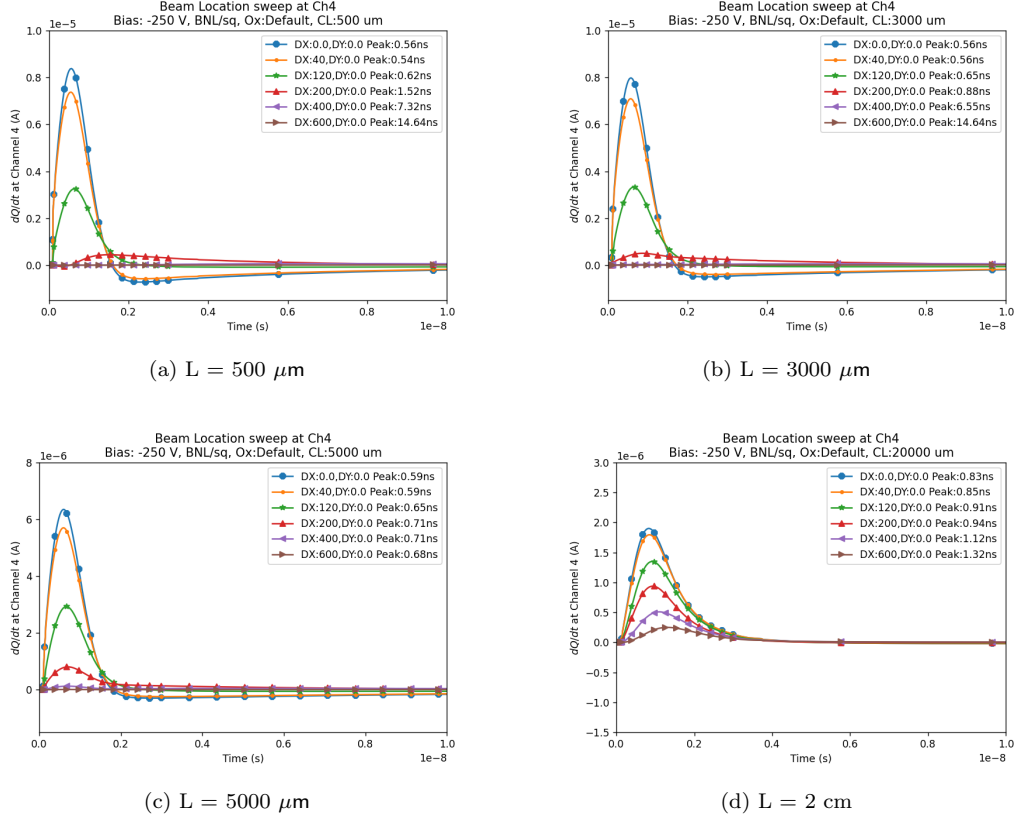 Beam Location sweep at Ch4
Bias: -250 V, BNL/sq, Ox:Default, CL:500 um
1e−5
1.0
0.8
0.6
0.4
0.2
0.0
dQ/dt at Channel 4 (A)
DX:0.0,DY:0.0 Peak:0.56ns
DX:40,DY:0.0 Peak:0.54ns
DX:120,DY:0.0 Peak:0.62ns
DX:200,DY:0.0 Peak:1.52ns
DX:400,DY:0.0 Peak:7.32ns
DX:600,DY:0.0 Peak:14.64ns
0.0 0.2 0.4 0.6 0.8 1.0
Time (s)
1e−8
(a) L = 500 μm
Beam Location sweep at Ch4
Bias: -250 V, BNL/sq, Ox:Default, CL:3000 um
1e−5
1.0
0.8
0.6
0.4
0.2
0.0
dQ/dt at Channel 4 (A)
DX:0.0,DY:0.0 Peak:0.56ns
DX:40,DY:0.0 Peak:0.56ns
DX:120,DY:0.0 Peak:0.65ns
DX:200,DY:0.0 Peak:0.88ns
DX:400,DY:0.0 Peak:6.55ns
DX:600,DY:0.0 Peak:14.64ns
0.0 0.2 0.4 0.6 0.8 1.0
Time (s)
1e−8
(b) L = 3000 μm
Beam Location sweep at Ch4
Bias: -250 V, BNL/sq, Ox:Default, CL:5000 um
1e−6
8
6
4
2
0
dQ/dt at Channel 4 (A)
DX:0.0,DY:0.0 Peak:0.59ns
DX:40,DY:0.0 Peak:0.59ns
DX:120,DY:0.0 Peak:0.65ns
DX:200,DY:0.0 Peak:0.71ns
DX:400,DY:0.0 Peak:0.71ns
DX:600,DY:0.0 Peak:0.68ns
0.0 0.2 0.4 0.6 0.8 1.0
Time (s)
1e−8
(c) L = 5000 μm
Beam Location sweep at Ch4
Bias: -250 V, BNL/sq, Ox:Default, CL:20000 um
1e−6
3.0
2.5
2.0
1.5
1.0
0.5
0.0
−0.5
−1.0
−1.5
dQ/dt at Channel 4 (A)
DX:0.0,DY:0.0 Peak:0.83ns
DX:40,DY:0.0 Peak:0.85ns
DX:120,DY:0.0 Peak:0.91ns
DX:200,DY:0.0 Peak:0.94ns
DX:400,DY:0.0 Peak:1.12ns
DX:600,DY:0.0 Peak:1.32ns
0.0 0.2 0.4 0.6 0.8 1.0
Time (s)
1e−8
(d) L = 2 cm